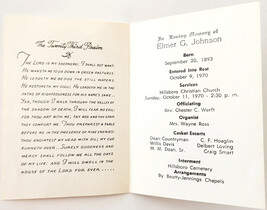 The Twenty Third Psalm
The Lord is my shepherd; I shall not want.
He maketh me to lie down in green pastures:
He leadeth me beside the still waters.
He restoreth my soul: He leadeth me in the
paths of righteousness for His names sake.
Yea, though I walk through the valley of
the shadow of death, I will fear no evil:
for Thou art with me; Thy rod and Thy staff
they comfort me. Thou preparest a table
before me in the presence of mine enemies:
Thou anointest my head with oil; my
cup runneth over. Surely goodness and
mercy shall follow me all the days of
my life: and I will dwell in the
house of the Lord for ever.....
In Loving Memory of
Elmer G. Johnson
Born
September 20, 1893
Entered Into Rest
October 9, 1970
Services
Hillsboro Christian Church
Sunday, October 11, 1970 - 2:30 p. m.
Officiating
Rev. Chester C. Wharft
Organist
Mrs. Wayne Ross
Casket Escorts
Dean Countryman C. F. Hoaglin
Willis Davis Delbert Loving
W. M. Doan, Sr. Craig Smart
Interment
Hillsboro Cemetery
Arrangements
By Beatty-Jennings Chapels